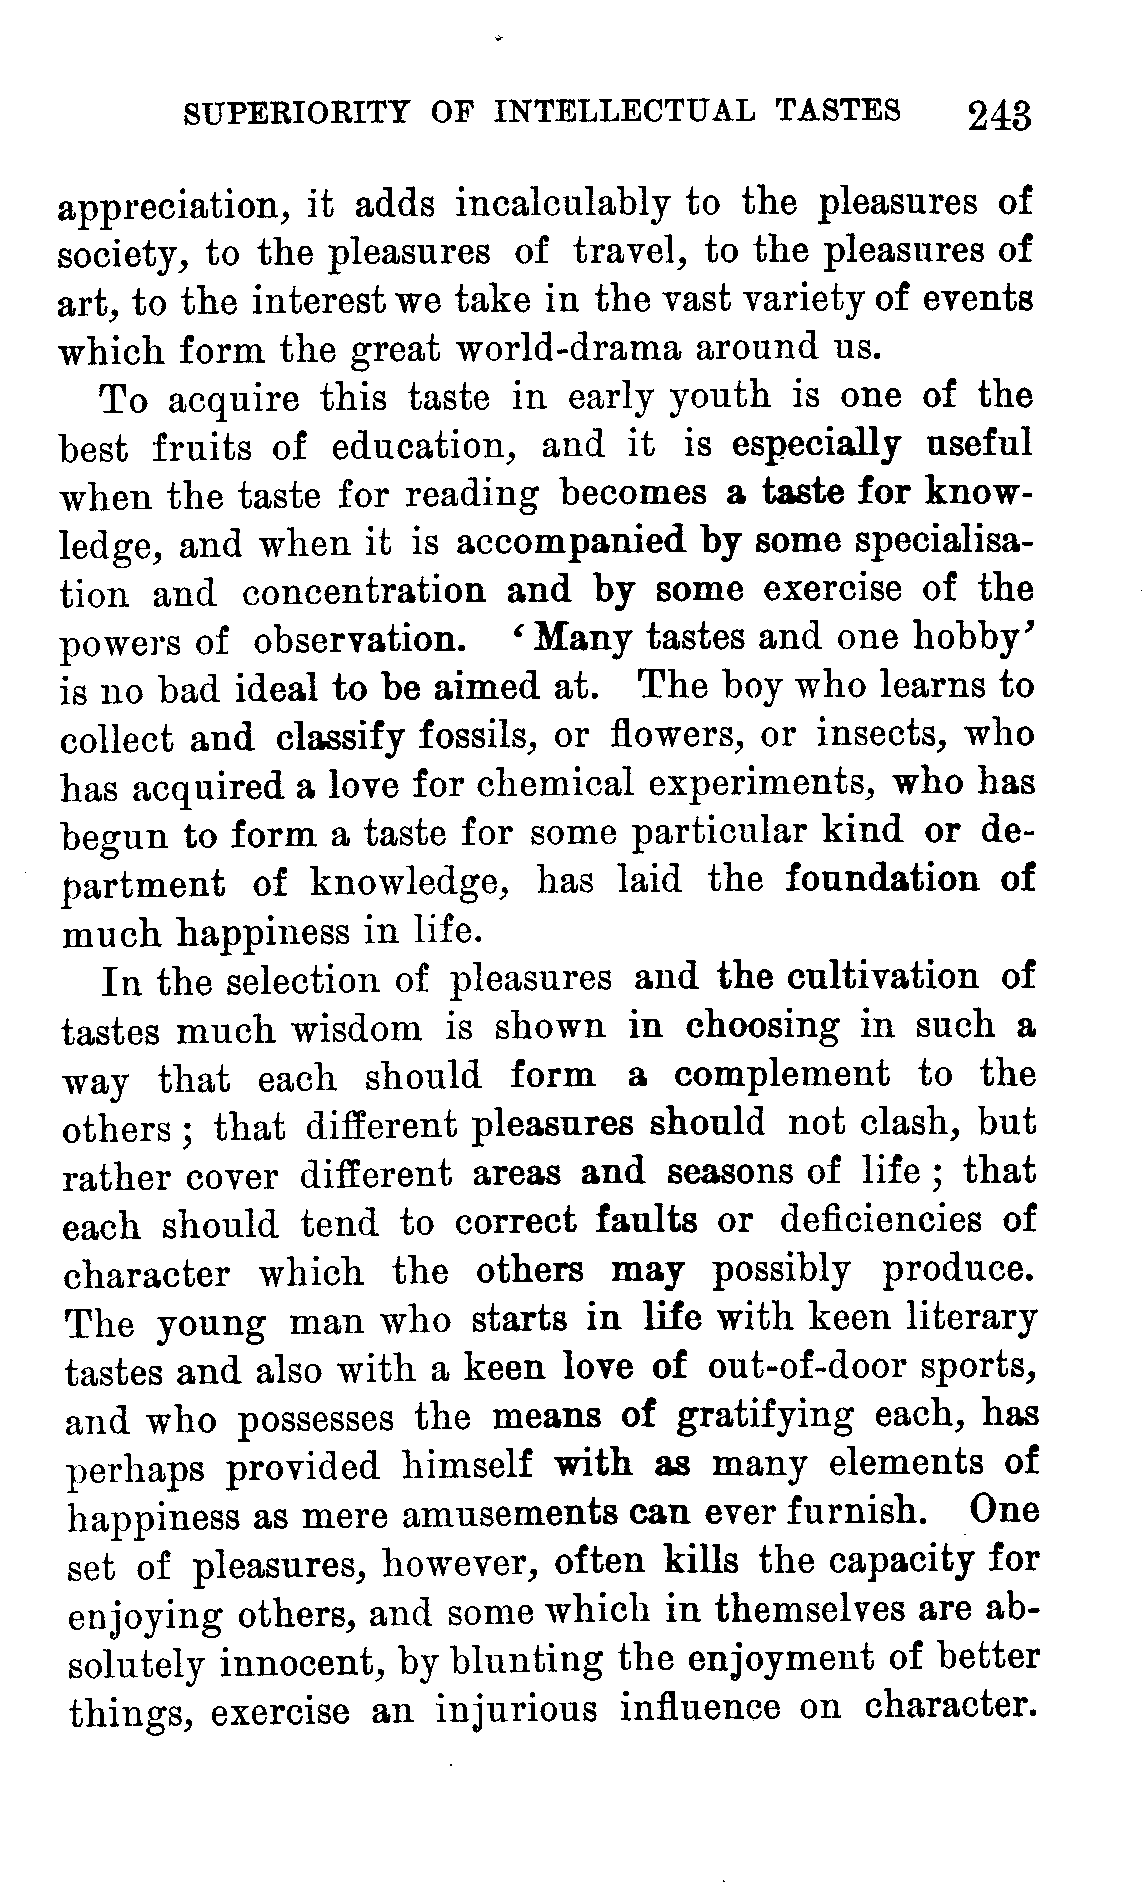 SUPERIORITY OF INTELLECTUAL TASTES 243
appreciation, it adds incalculably to the pleasures of
society, to the pleasures of travel, to the pleasures of
art, to the interest we take in the vast variety of events
which form the great world-drama around us.
To acquire this taste in early youth is one of the
best fruits of education, and it is especially useful
when the taste for reading becomes a taste for know-
ledge, and when it is accompanied by some specialisa-
tion and concentration and by some exercise of the
powers of observation. ‘Many tastes and one hobby’
is no bad ideal to be aimed at. The boy who learns to
collect and classify fossils, or flowers, or insects, who
has acquired a love for chemical experiments, who has
begun to form a taste for some particular kind or de-
partment of knowledge, has laid the foundation of
much happiness in life.
In the selection of pleasures and the cultivation of
tastes much wisdom is shown in choosing in such a
way that each should form a complement to the
others ; that different pleasures should not clash, but
rather cover different areas and seasons of life ; that
each should tend to correct faults or deficiencies of
character which the others may possibly produce.
The young man who starts in life with keen literary
tastes and also with a keen love of out-of-door sports,
and who possesses the means of gratifying each, has
perhaps provided himself with as many elements of
happiness as mere amusements can ever furnish. One
set of pleasures, however, often kills the capacity for
enjoying others, and some which in themselves are ab-
solutely innocent, by blunting the enjoyment of better
things, exercise an injurious influence on character.